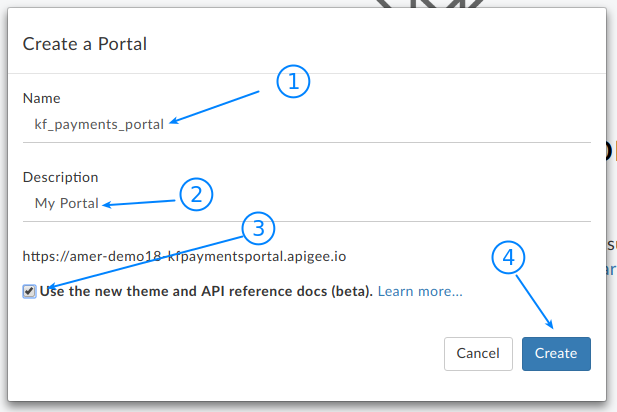 Create a Portal
1
Name
kf_payments_portal
Description
2
My Portal
3
https://amer-demo18-kfpaymentsportal.apigee.io
4
Use the new theme and API reference docs (beta). Learn more...
Cancel
Create